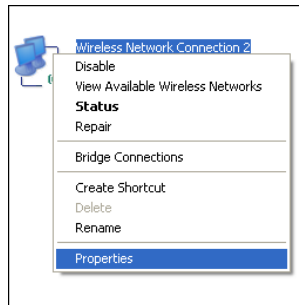 Wireless Network Connection 2
Disable
View Available Wireless Networks
Status
Repair
Bridge Connections
Create Shortcut
Delete
Rename
Properties